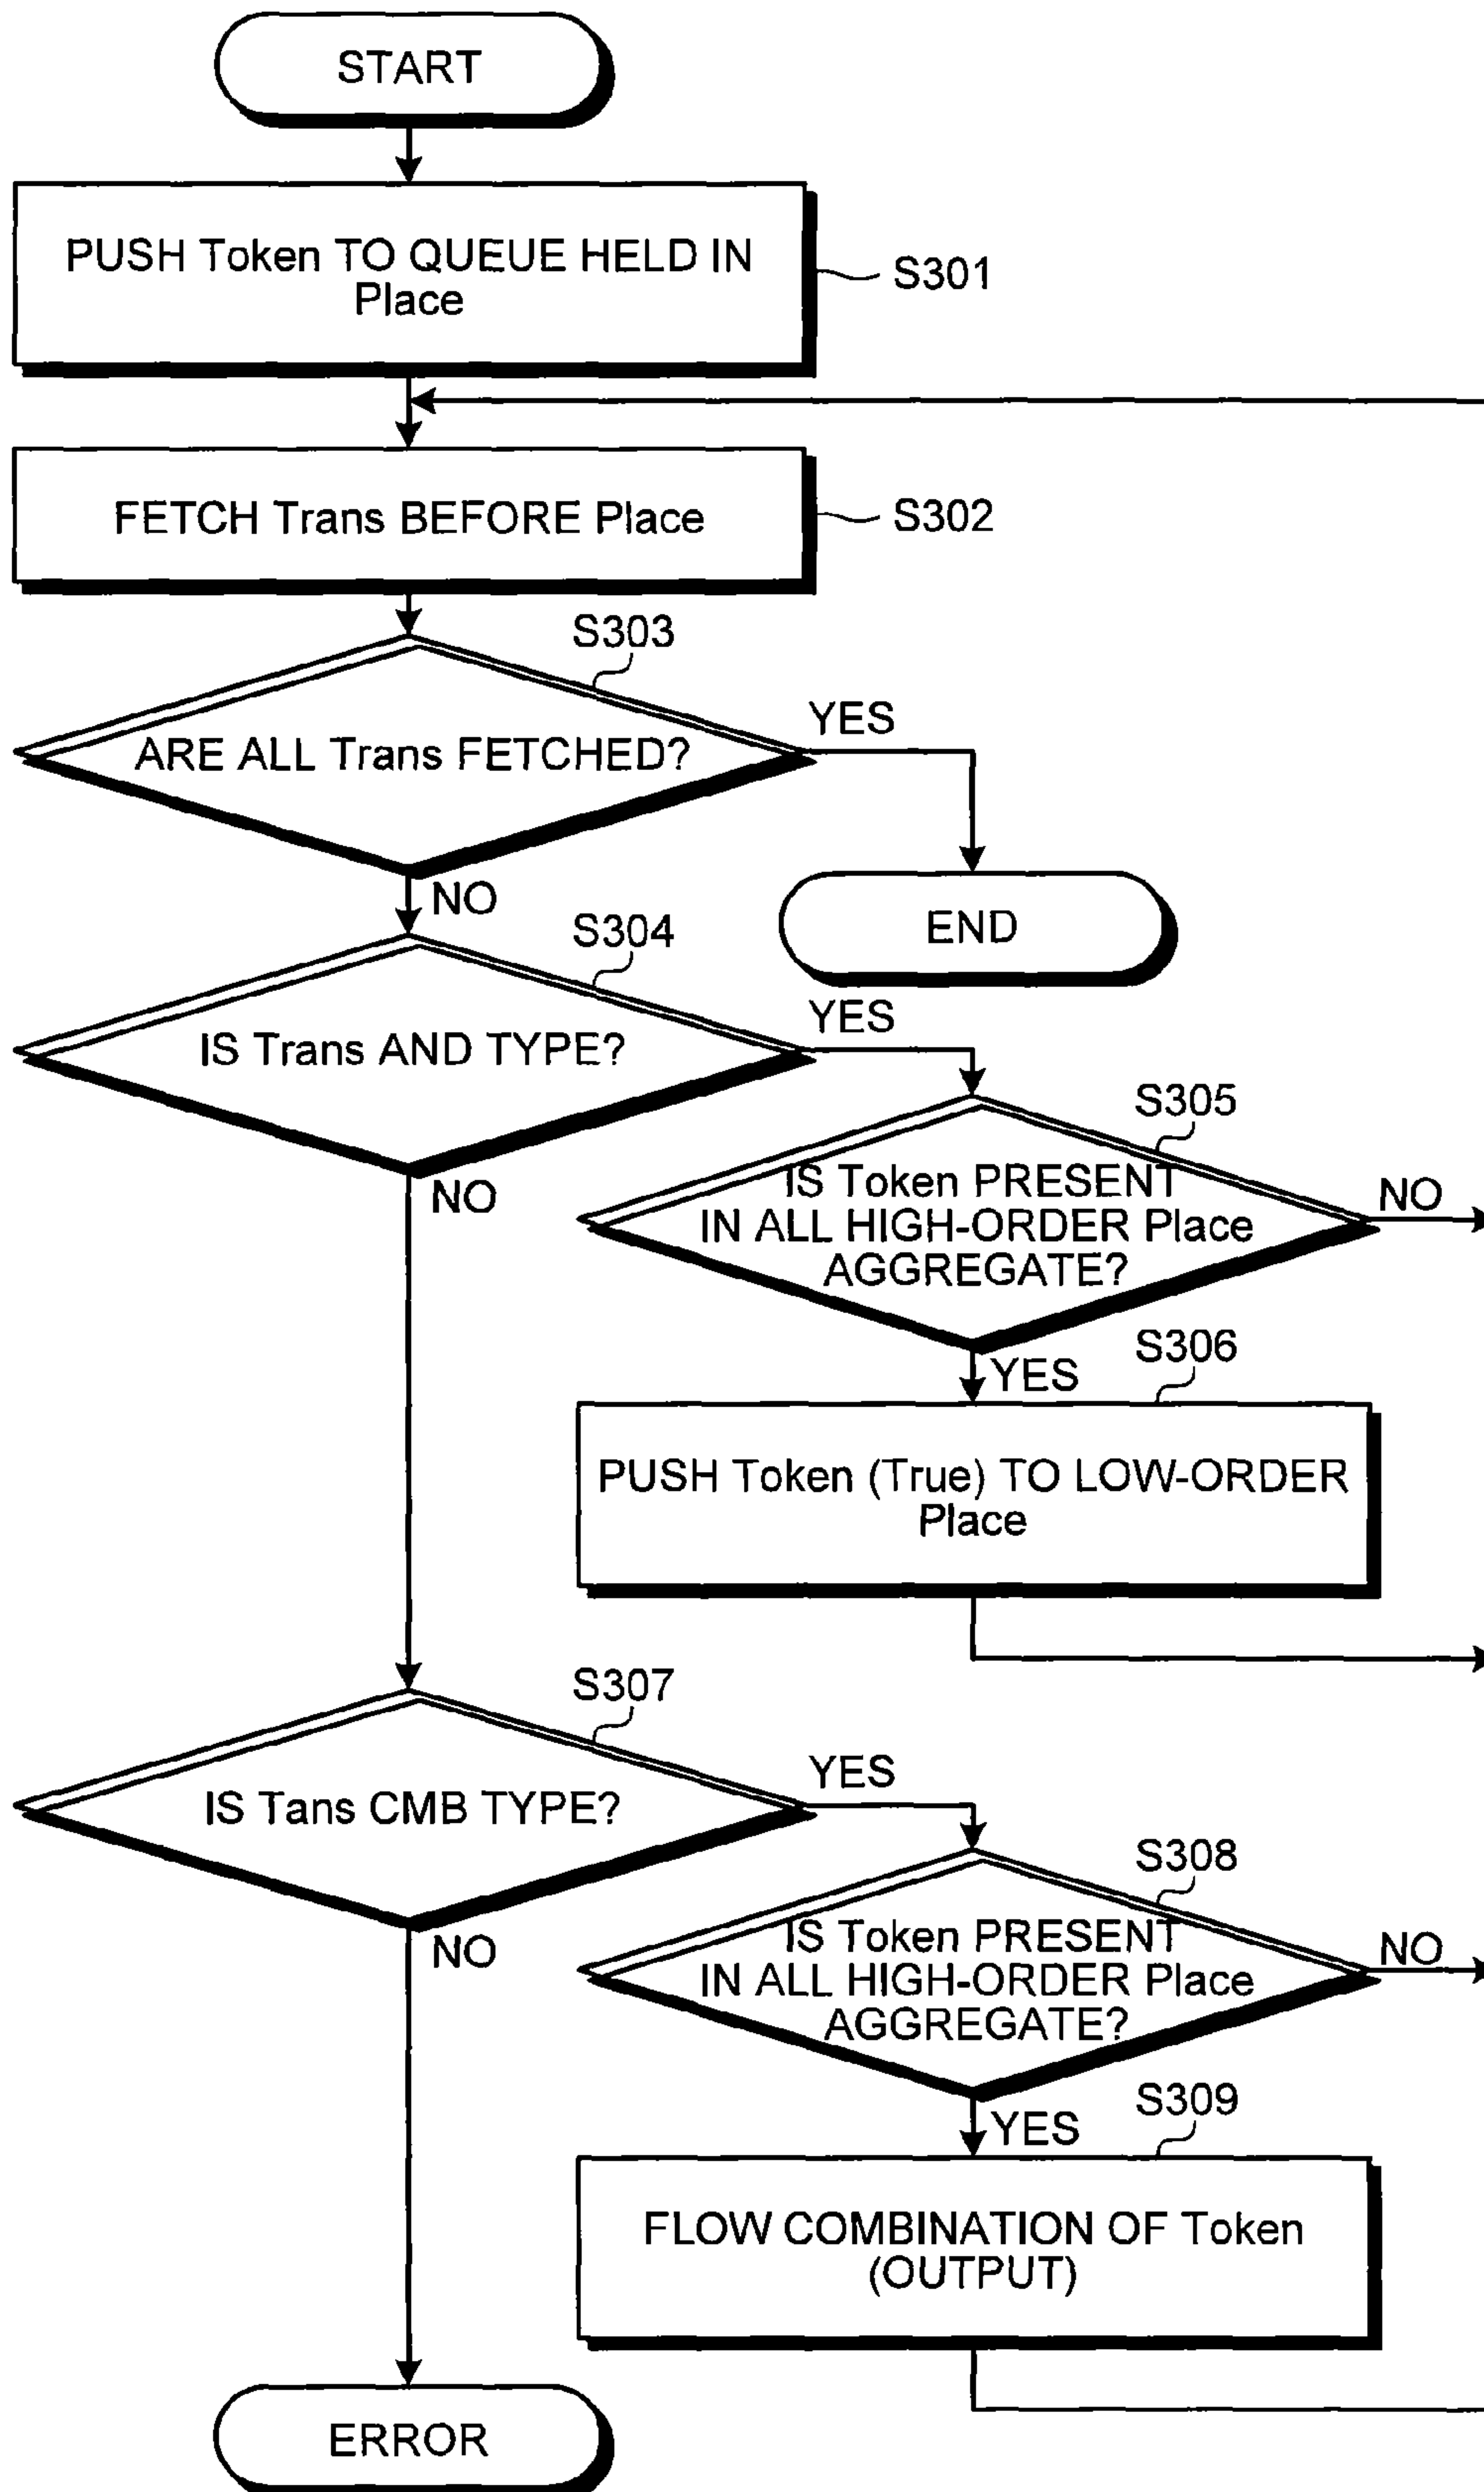 START
PUSH Token TO QUEUE HELD IN
Place
S301
FETCH Trans BEFORE Place
S302
S303
ARE ALL Trans FETCHED?
YES
NO
END
S304
IS Trans AND TYPE?
YES
NO
S305
IS Token PRESENT
IN ALL HIGH-ORDER Place
AGGREGATE?
NO
YES
S306
PUSH Token (True) TO LOW-ORDER
Place
S307
IS Tans CMB TYPE?
YES
NO
S308
IS Token PRESENT
IN ALL HIGH-ORDER Place
AGGREGATE?
NO
YES
S309
FLOW COMBINATION OF Token
(OUTPUT)
ERROR